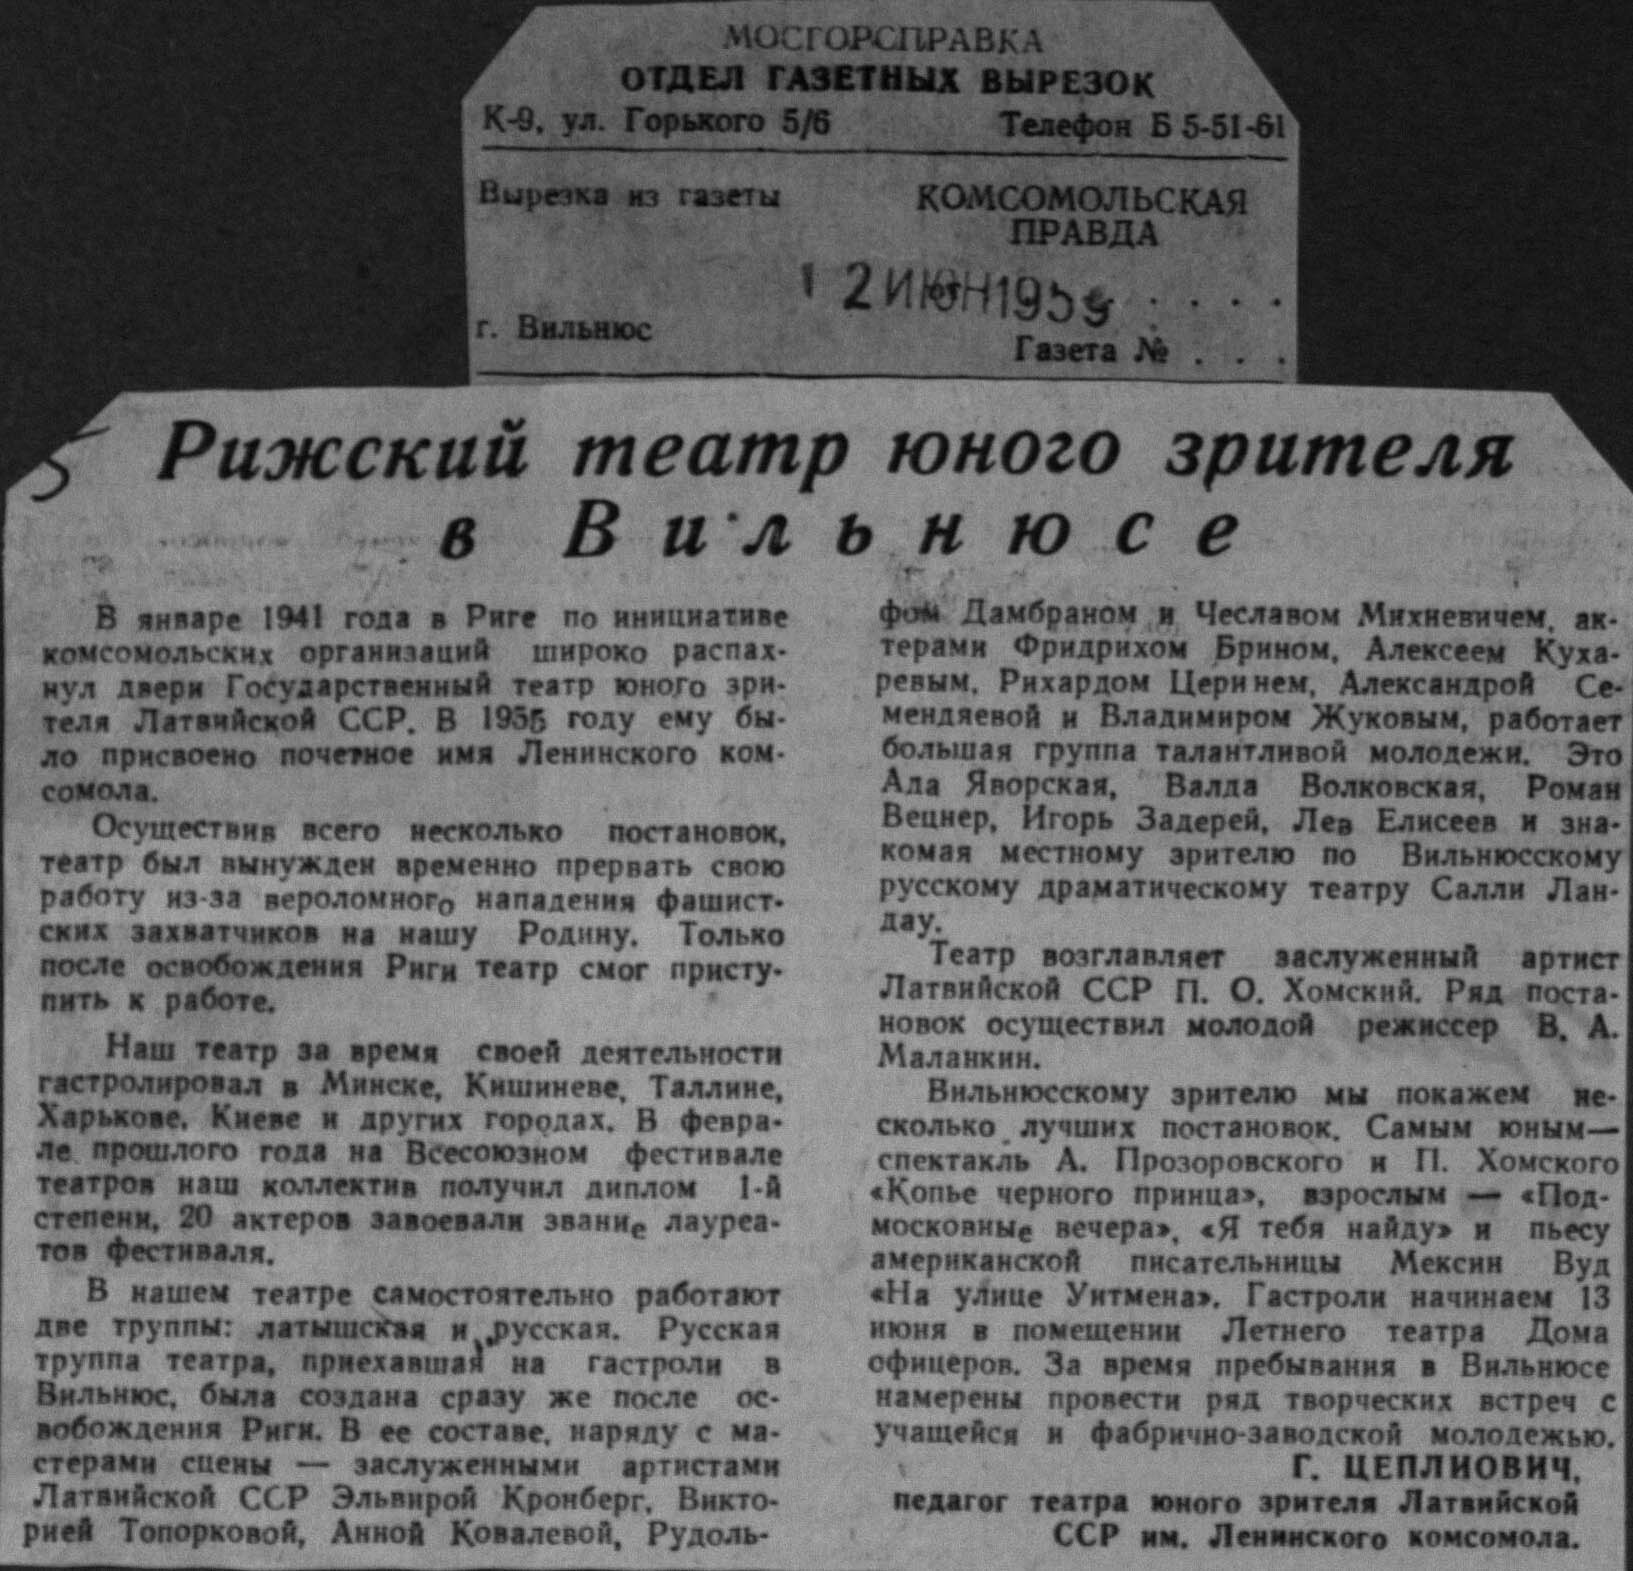 МОСГОРСПРАВКА
ОТДЕЛ ГАЗЕТНЫХ ВЫРЕЗОК
К-9, ул. Горького 5/6 Телефон Б 5-51-61
Вырезка из газеты КОМСОМОЛЬСКАЯ
ПРАВДА
12 ИЮН 1959 . . . .
г. Вильнюс
Газета № . . .
5
Рижский театр юного зрителя
в Вильнюсе
В январе 1941 года в Риге по инициативе
комсомольских организаций широко распах-
нул двери Государственный театр юного зри-
теля Латвийской ССР. В 1955 году ему бы-
ло присвоено почетное имя Ленинского ком-
сомола.
Осуществив всего несколько постановок,
театр был вынужден временно прервать свою
работу из-за вероломного нападения фашист-
ских захватчиков на нашу Родину. Только
после освобождения Риги театр смог присту-
пить к работе.
Наш театр за время своей деятельности
гастролировал в Минске, Кишиневе, Таллине,
Харькове, Киеве и других городах. В февра-
ле прошлого года на Всесоюзном фестивале
театров наш коллектив получил диплом 1-й
степени, 20 актеров завоевали звание лауреа-
тов фестиваля.
В нашем театре самостоятельно работают
две труппы: латышская и русская. Русская
труппа театра, приехавшая на гастроли в
Вильнюс, была создана сразу же после ос-
вобождения Риги. В ее составе, наряду с ма-
стерами сцены — заслуженными артистами
Латвийской ССР Эльвирой Кронберг, Викто-
рией Топорковой, Анной Ковалевой, Рудоль-
фом Дамбраном и Чеславом Михневичем, ак-
терами Фридрихом Брином, Алексеем Куха-
ревым, Рихардом Церинем, Александрой Се-
мендяевой и Владимиром Жуковым, работает
большая группа талантливой молодежи. Это
Ада Яворская, Валда Волковская, Роман
Вецнер, Игорь Задерей, Лев Елисеев и зна-
комая местному зрителю по Вильнюсскому
русскому драматическому театру Салли Лан-
дау.
Театр возглавляет заслуженный артист
Латвийской ССР П. О. Хомский. Ряд поста-
новок осуществил молодой режиссер В. А.
Маланкин.
Вильнюсскому зрителю мы покажем не-
сколько лучших постановок. Самым юным—
спектакль А. Прозоровского и П. Хомского
«Копье черного принца», взрослым — «Под-
московные вечера», «Я тебя найду» и пьесу
американской писательницы Мексин Вуд
«На улице Уитмена». Гастроли начинаем 13
июня в помещении Летнего театра Дома
офицеров. За время пребывания в Вильнюсе
намерены провести ряд творческих встреч с
учащейся и фабрично-заводской молодежью.
Г. ЦЕПЛИОВИЧ,
педагог театра юного зрителя Латвийской
ССР им. Ленинского комсомола.